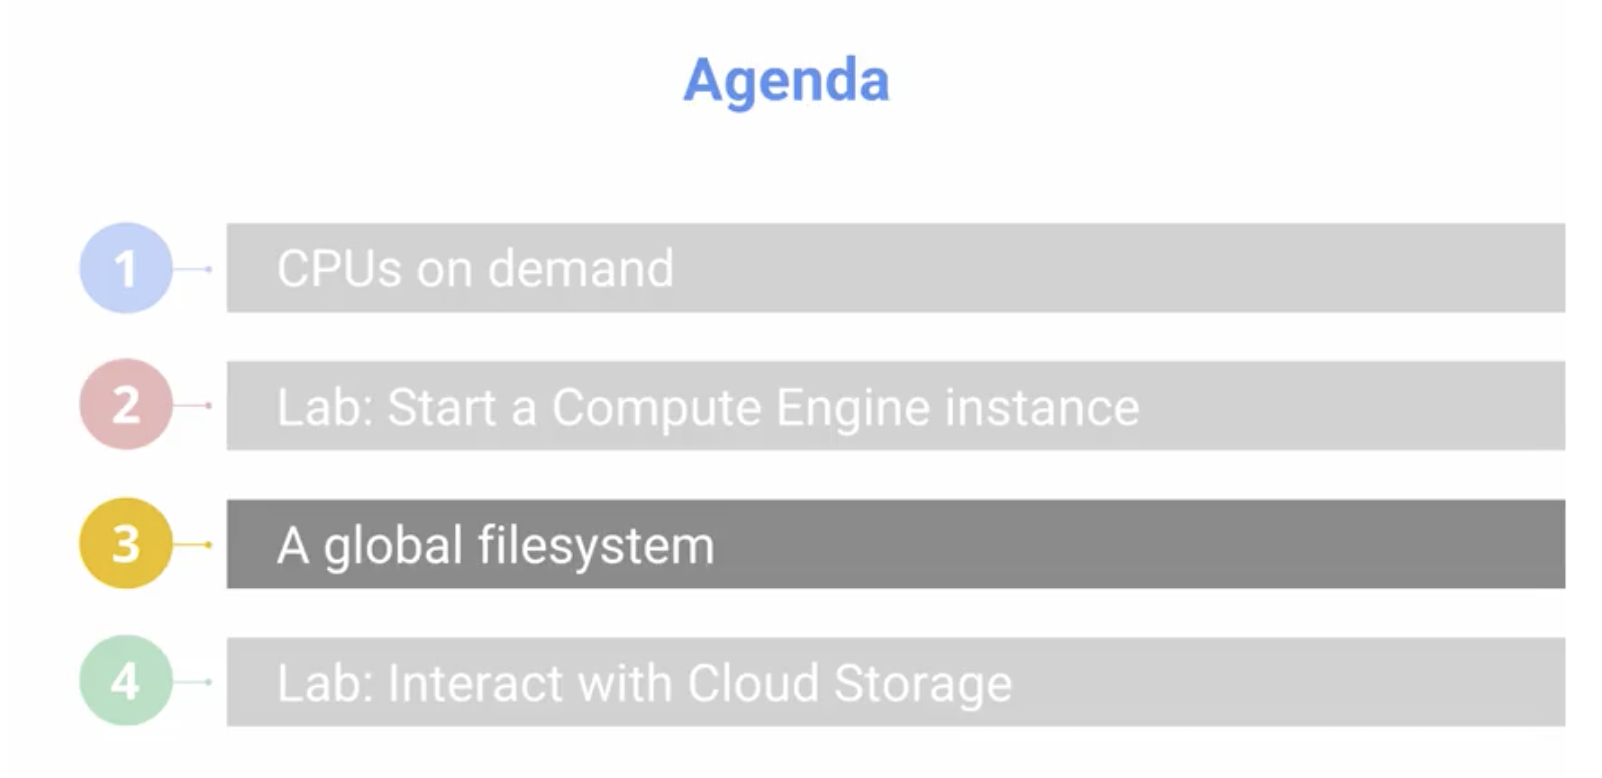 Agenda
1 CPUs on demand
2 Lab: Start a Compute Engine instance
3 A global filesystem
4 Lab: Interact with Cloud Storage